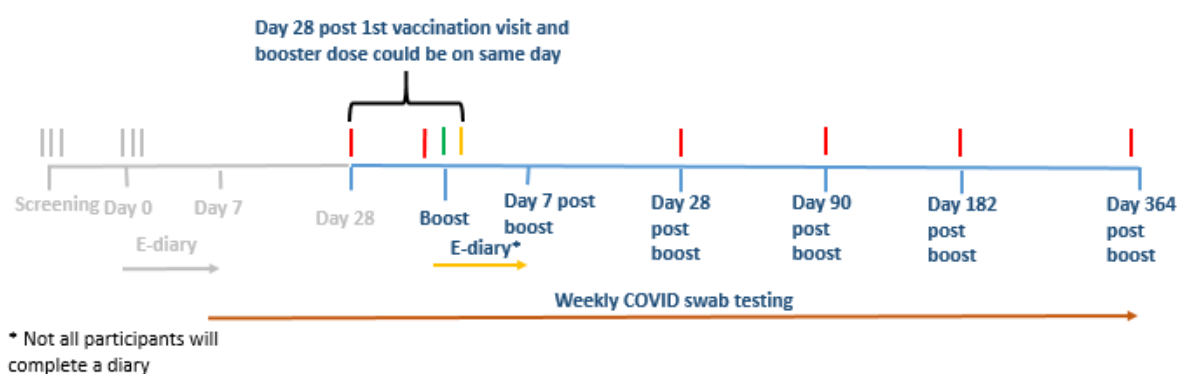 Day 28 post 1st vaccination visit and
booster dose could be on same day
Screening
Day 0
Day 7
Day 28
Boost
Day 7 post
boost
Day 28
post
boost
Day 90
post
boost
Day 182
post
boost
Day 364
post
boost
E-diary
E-diary*
Weekly COVID swab testing
* Not all participants will
complete a diary